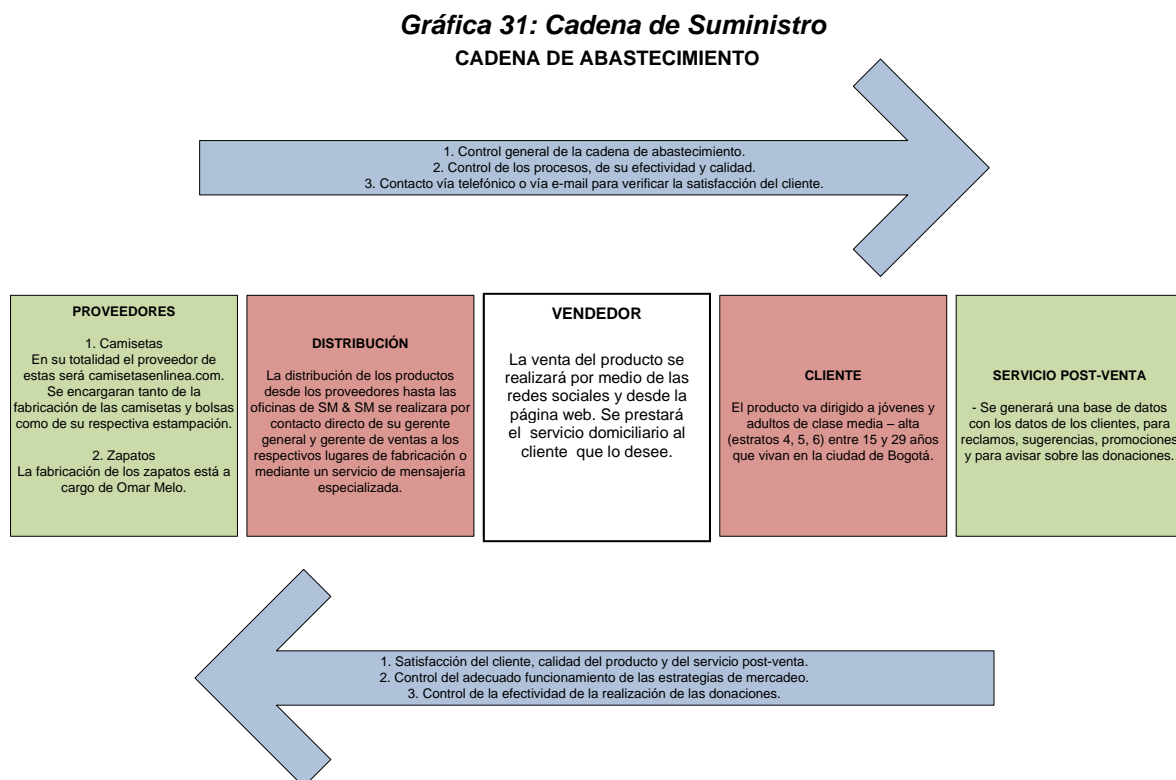 Gráfica 31: Cadena de Suministro
CADENA DE ABASTECIMIENTO
1. Control general de la cadena de abastecimiento.
2. Control de los procesos, de su efectividad y calidad.
3. Contacto vía telefónico o vía e-mail para verificar la satisfacción del cliente.
PROVEEDORES
1. Camisetas
En su totalidad el proveedor de
estas será camisetasenlinea.com.
Se encargaran tanto de la
fabricación de las camisetas y bolsas
como de su respectiva estampación.
2. Zapatos
La fabricación de los zapatos está a
cargo de Omar Melo.
DISTRIBUCIÓN
La distribución de los productos
desde los proveedores hasta las
oficinas de SM & SM se realizara por
contacto directo de su gerente
general y gerente de ventas a los
respectivos lugares de fabricación o
mediante un servicio de mensajería
especializada.
VENDEDOR
La venta del producto se
realizará por medio de las
redes sociales y desde la
página web. Se prestará
el servicio domiciliario al
cliente que lo desee.
CLIENTE
El producto va dirigido a jóvenes y
adultos de clase media – alta
(estratos 4, 5, 6) entre 15 y 29 años
que vivan en la ciudad de Bogotá.
SERVICIO POST-VENTA
- Se generará una base de datos
con los datos de los clientes, para
reclamos, sugerencias, promociones
y para avisar sobre las donaciones.
1. Satisfacción del cliente, calidad del producto y del servicio post-venta.
2. Control del adecuado funcionamiento de las estrategias de mercadeo.
3. Control de la efectividad de la realización de las donaciones.